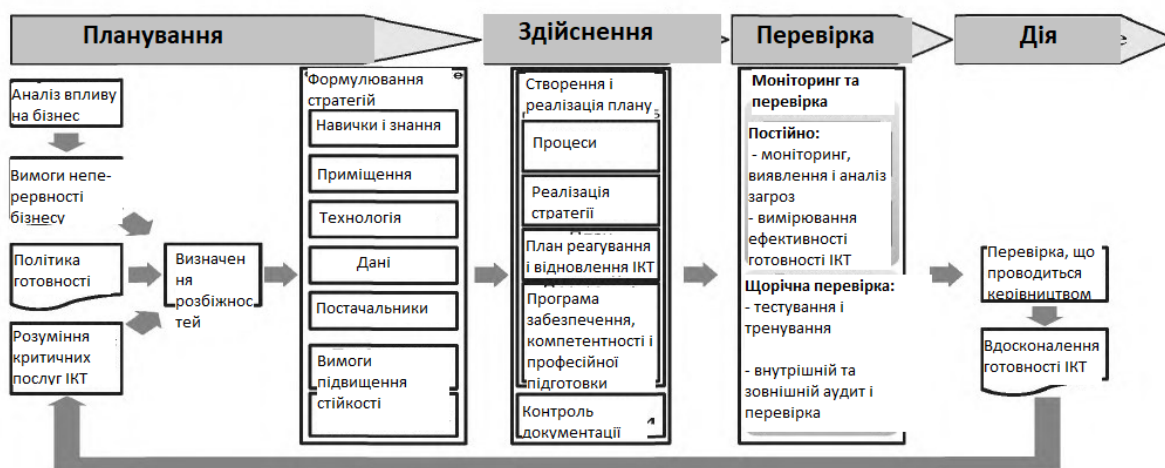 Планування
Здійснення
Перевірка
Дія
Аналіз впливу
на бізнес
Вимоги непе-
рервності
бізнесу
Політика
готовності
Розуміння
критичних
послуг ІКТ
Визначен
ня
розбіжнос
тей
Формулювання
стратегій
Навички і знання
Приміщення
Технологія
Дані
Постачальники
Вимоги
підвищення
стійкості
Створення і
реалізація плану
Процеси
Реалізація
стратегії
План реагування
і відновлення ІКТ
Програма
забезпечення,
компетентності і
професійної
підготовки
Контроль
документації
Моніторинг та
перевірка
Постійно:
- моніторинг,
виявлення і аналіз
загроз
- вимірювання
ефективності
готовності ІКТ
Щорічна перевірка:
- тестування і
тренування
- внутрішній та
зовнішній аудит і
перевірка
Перевірка, що
проводиться
керівництвом
Вдосконалення
готовності ІКТ